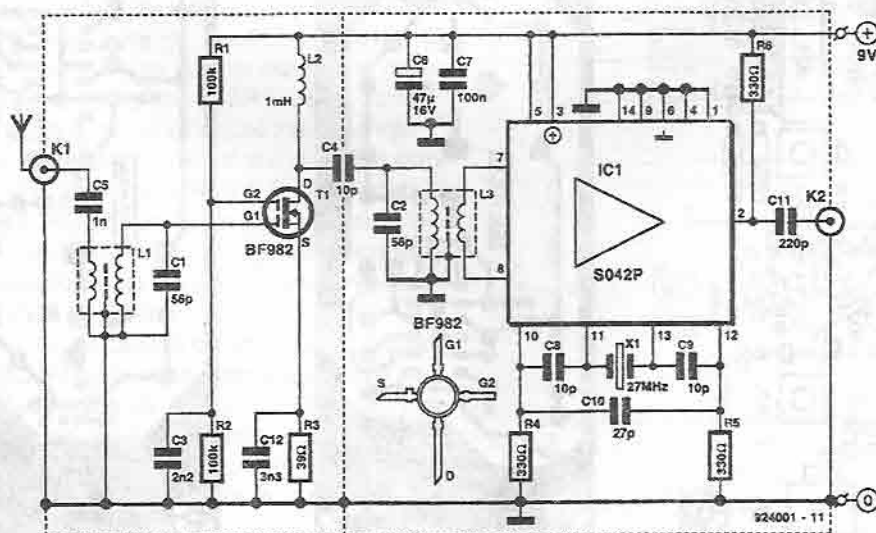 R1
100k
L2
1mH
C6
47µ
16V
C7
100n
R6
330Ω
+
9V
K1
C5
1n
L1
C1
56p
G2
G1
D
T1
S
BF982
C4
10p
C2
56p
L3
7
8
5
3
14
9
6
4
1
IC1
S042P
2
C11
220p
K2
10
11
13
12
C8
10p
X1
27MHz
C9
10p
C10
27p
BF982
G1
S
G2
D
C3
2n2
R2
100k
C12
3n3
R3
39Ω
R4
330Ω
R5
330Ω
0
924001 - 11